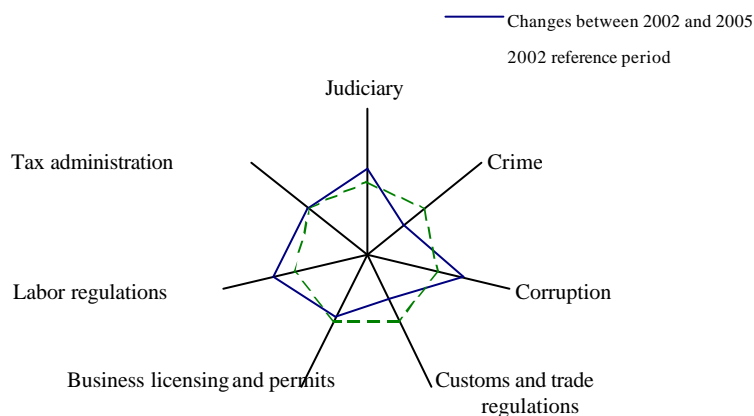 Changes between 2002 and 2005
2002 reference period
Judiciary
Tax administration
Crime
Labor regulations
Corruption
Business licensing and permits
Customs and trade
regulations